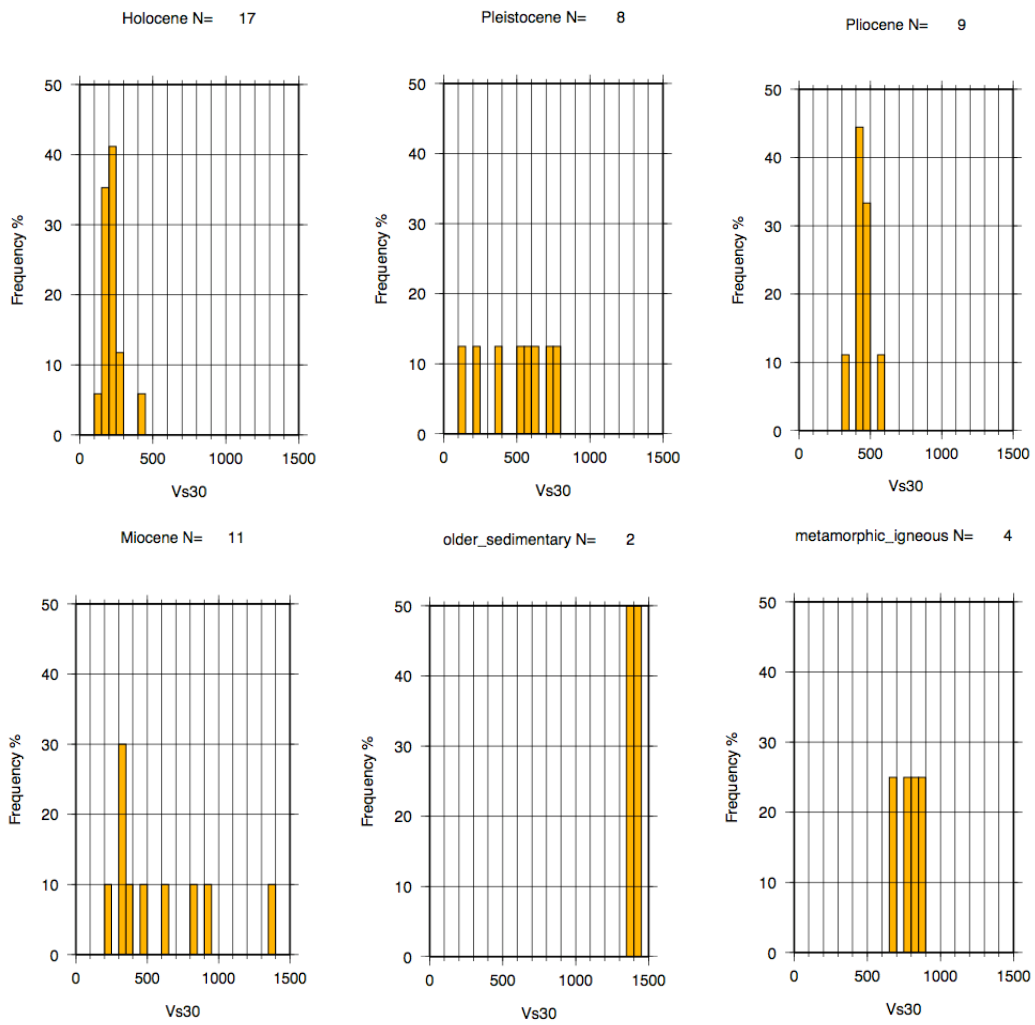 Holocene N= 17
50
40
30
20
10
0
Frequency %
0 500 1000 1500
Vs30
Pleistocene N= 8
50
40
30
20
10
0
Frequency %
0 500 1000 1500
Vs30
Pliocene N= 9
50
40
30
20
10
0
Frequency %
0 500 1000 1500
Vs30
Miocene N= 11
50
40
30
20
10
0
Frequency %
0 500 1000 1500
Vs30
older_sedimentary N= 2
50
40
30
20
10
0
Frequency %
0 500 1000 1500
Vs30
metamorphic_igneous N= 4
50
40
30
20
10
0
Frequency %
0 500 1000 1500
Vs30